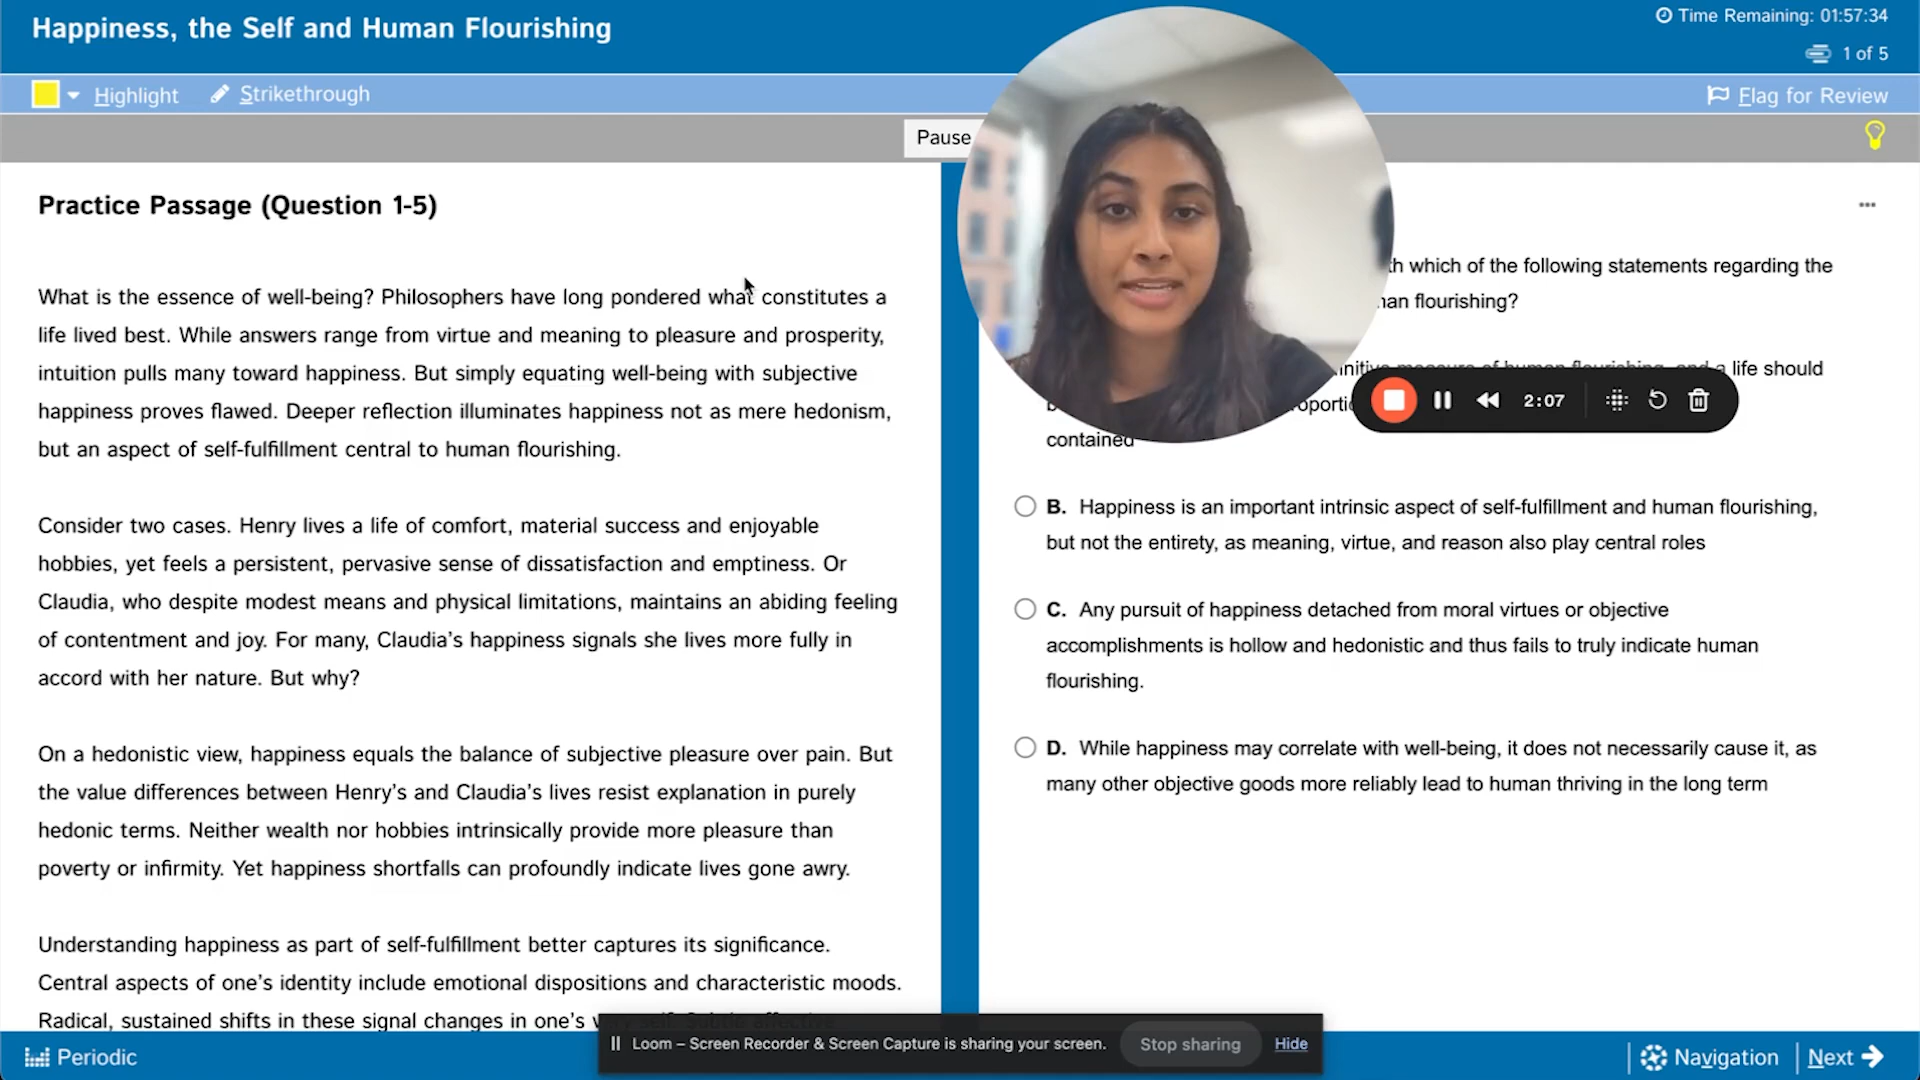 Happiness, the Self and Human Flourishing
Time Remaining: 01:57:34
1 of 5
Highlight
Strikethrough
Flag for Review
Pause
Practice Passage (Question 1-5)
What is the essence of well-being? Philosophers have long pondered what constitutes a
life lived best. While answers range from virtue and meaning to pleasure and prosperity,
intuition pulls many toward happiness. But simply equating well-being with subjective
happiness proves flawed. Deeper reflection illuminates happiness not as mere hedonism,
but an aspect of self-fulfillment central to human flourishing.
Consider two cases. Henry lives a life of comfort, material success and enjoyable
hobbies, yet feels a persistent, pervasive sense of dissatisfaction and emptiness. Or
Claudia, who despite modest means and physical limitations, maintains an abiding feeling
of contentment and joy. For many, Claudia's happiness signals she lives more fully in
accord with her nature. But why?
On a hedonistic view, happiness equals the balance of subjective pleasure over pain. But
the value differences between Henry's and Claudia's lives resist explanation in purely
hedonic terms. Neither wealth nor hobbies intrinsically provide more pleasure than
poverty or infirmity. Yet happiness shortfalls can profoundly indicate lives gone awry.
Understanding happiness as part of self-fulfillment better captures its significance.
Central aspects of one's identity include emotional dispositions and characteristic moods.
Radical, sustained shifts in these signal changes in one's
which of the following statements regarding the
flourishing?
measure of human flourishing, and a life should
contained
2:07
B. Happiness is an important intrinsic aspect of self-fulfillment and human flourishing,
but not the entirety, as meaning, virtue, and reason also play central roles
C. Any pursuit of happiness detached from moral virtues or objective
accomplishments is hollow and hedonistic and thus fails to truly indicate human
flourishing.
D. While happiness may correlate with well-being, it does not necessarily cause it, as
many other objective goods more reliably lead to human thriving in the long term
Loom – Screen Recorder & Screen Capture is sharing your screen.
Stop sharing
Hide
Periodic
Navigation
Next